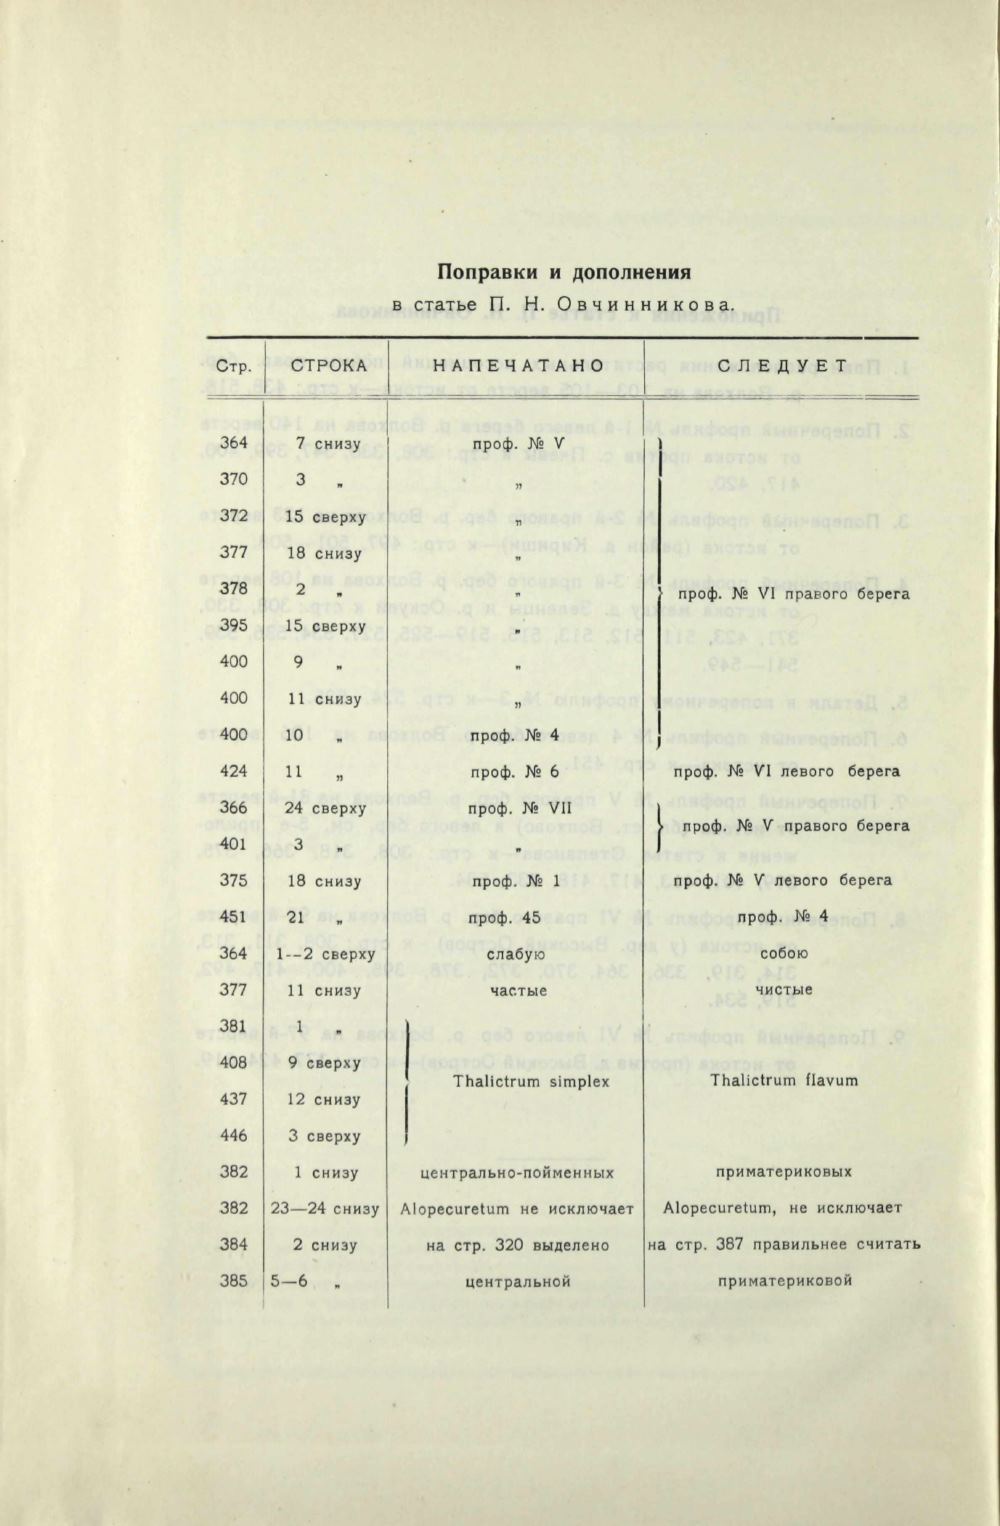 Поправки и дополнения
в статье П. Н. Овчинникова.
Стр. СТРОКА НАПЕЧАТАНО СЛЕДУЕТ
364 7 снизу проф. № V
370 3 „ „
372 15 сверху „
377 18 снизу „
378 2 „ „ проф. № VI правого берега
395 15 сверху „
400 9 „ „
400 11 снизу „
400 10 „ проф. № 4
424 11 „ проф. № 6 проф. № VI левого берега
366 24 сверху проф. № VII
проф. № V правого берега
401 3 „ „
375 18 снизу проф. № 1 проф. № V левого берега
451 21 „ проф. 45 проф. № 4
364 1--2 сверху слабую собою
377 11 снизу частые чистые
381 1 „
408 9 сверху
Thalictrum simplex Thalictrum flavum
437 12 снизу
446 3 сверху
382 1 снизу центрально-пойменных приматериковых
382 23—24 снизу Alopecuretum не исключает Alopecuretum, не исключает
384 2 снизу на стр. 320 выделено на стр. 387 правильнее считать
385 5—6 „ центральной приматериковой